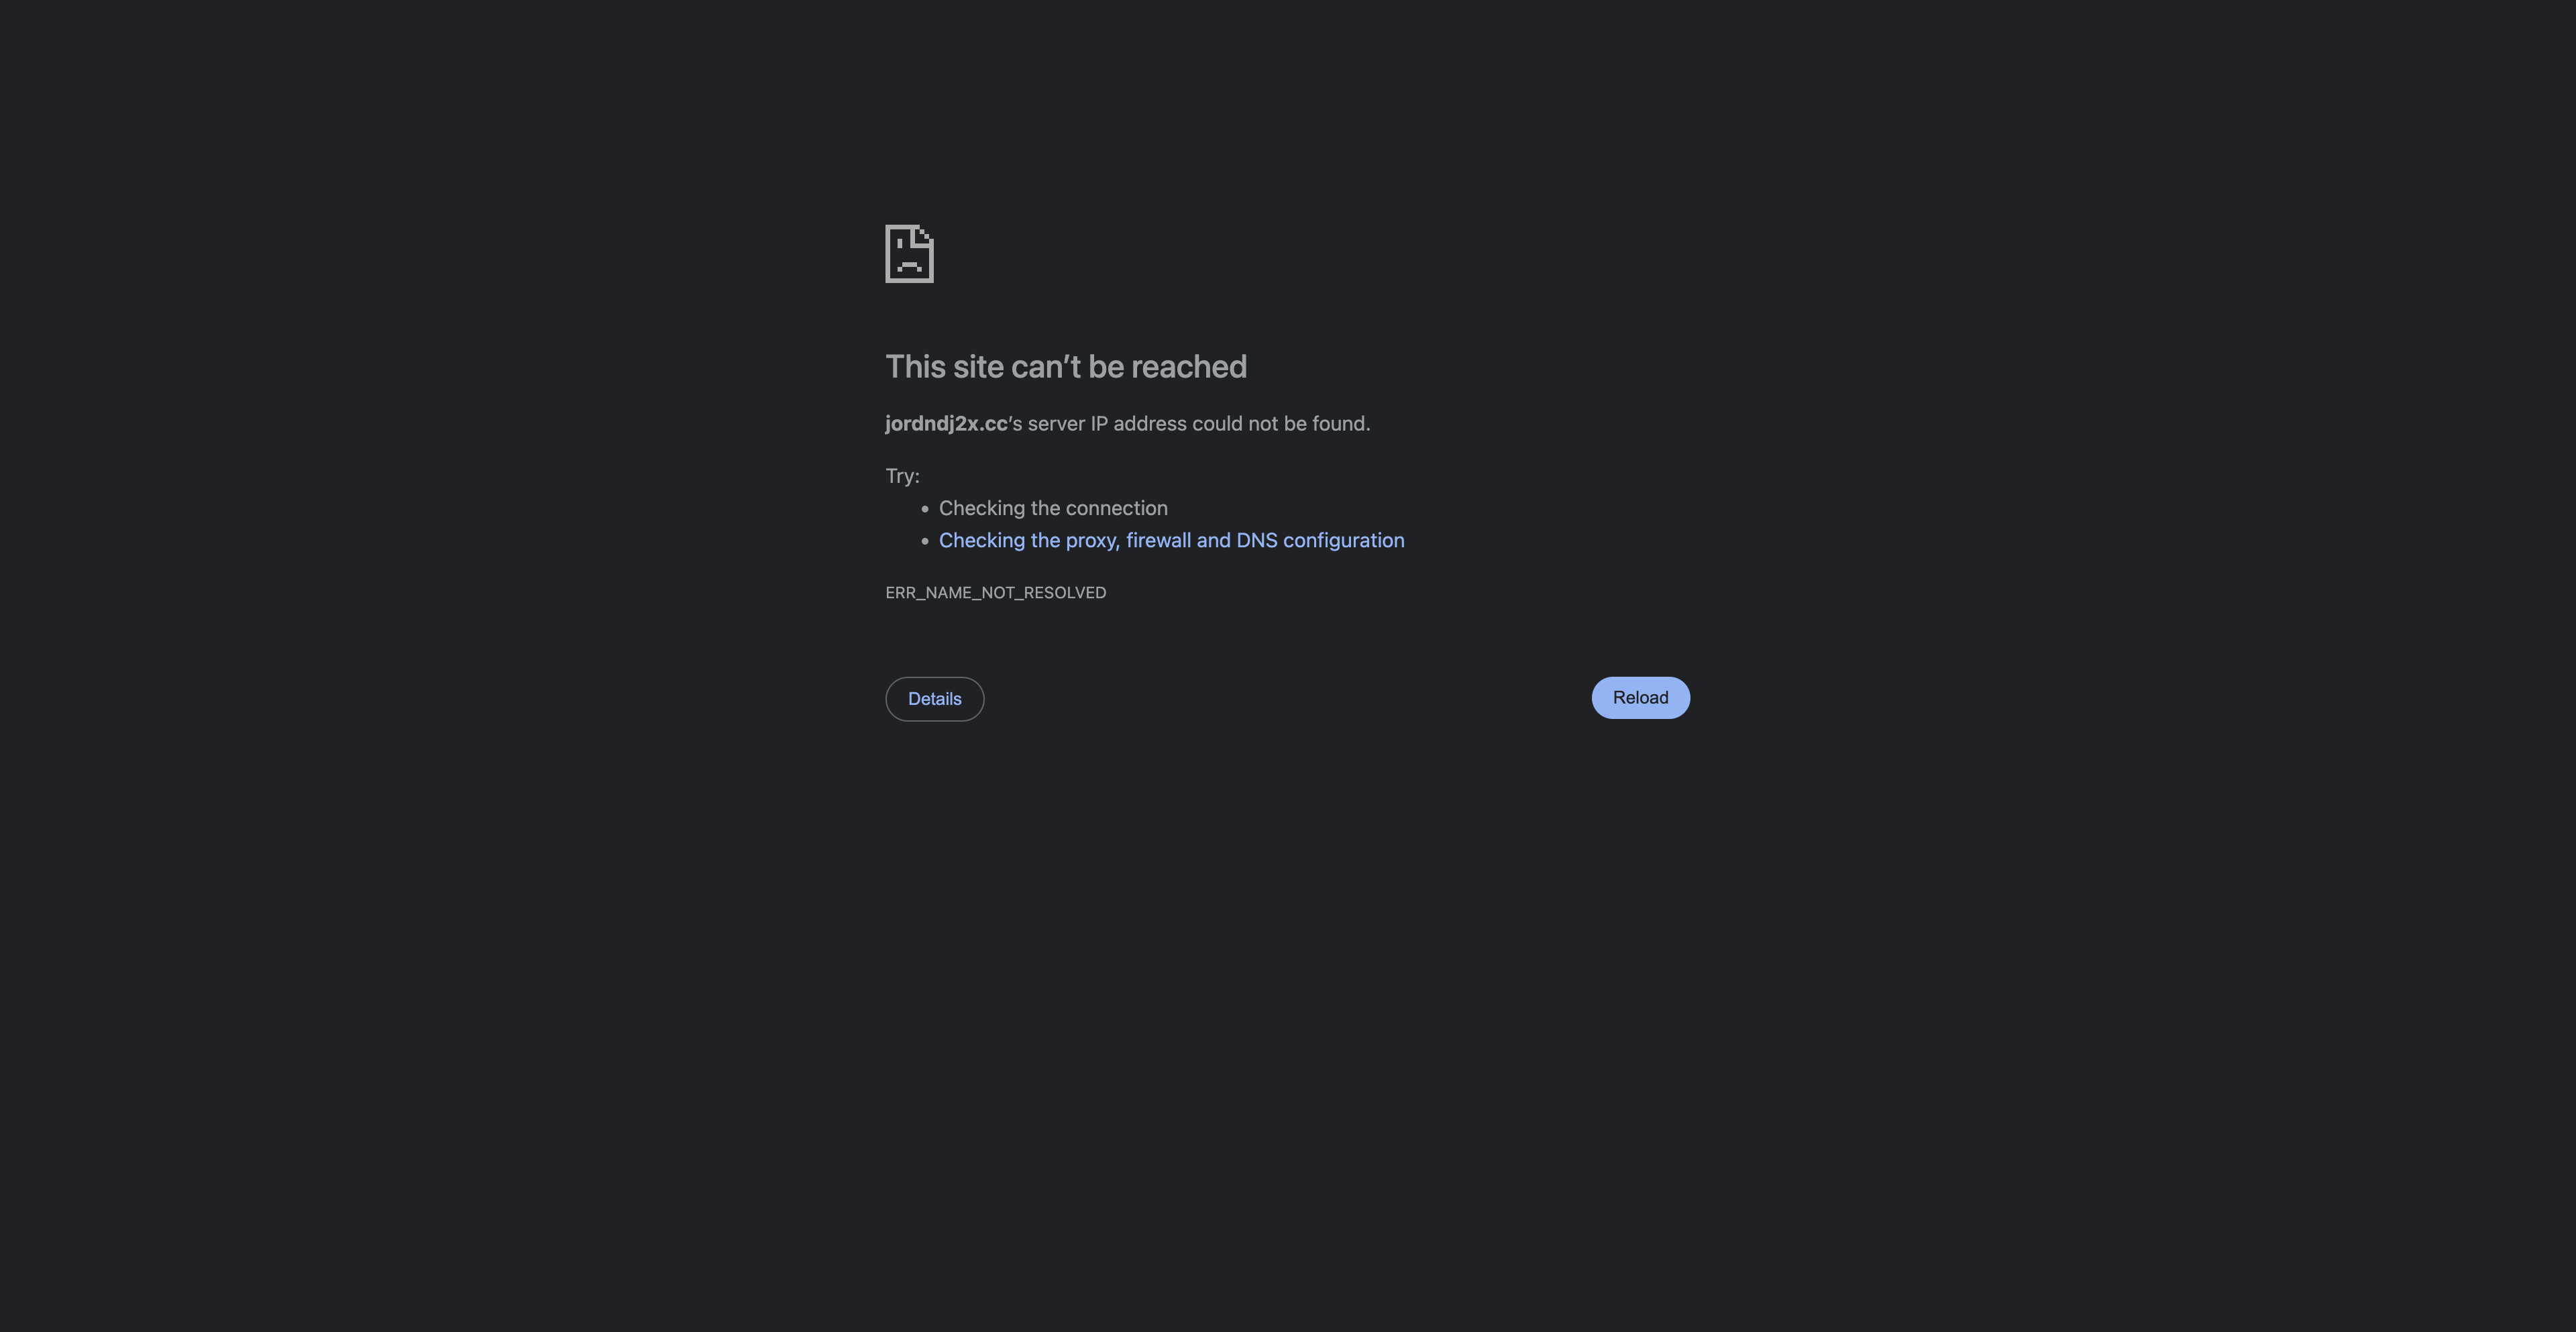 This site can’t be reached
jordndj2x.cc’s server IP address could not be found.
Try:
• Checking the connection
• Checking the proxy, firewall and DNS configuration
ERR_NAME_NOT_RESOLVED
Details
Reload